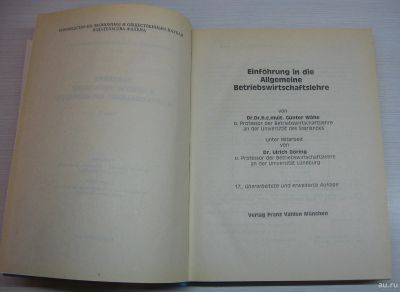 Einführung in die
Allgemeine
Betriebswirtschaftslehre
von
Dr.Dr.h.c.mult. Günter Wöhe
o. Professor der Betriebswirtschaftslehre
an der Universität des Saarlandes
unter Mitarbeit
von
Dr. Ulrich Döring
o. Professor der Betriebswirtschaftslehre
an der Universität Lüneburg
17., überarbeitete und erweiterte Auflage
Verlag Franz Vahlen München
au.ru